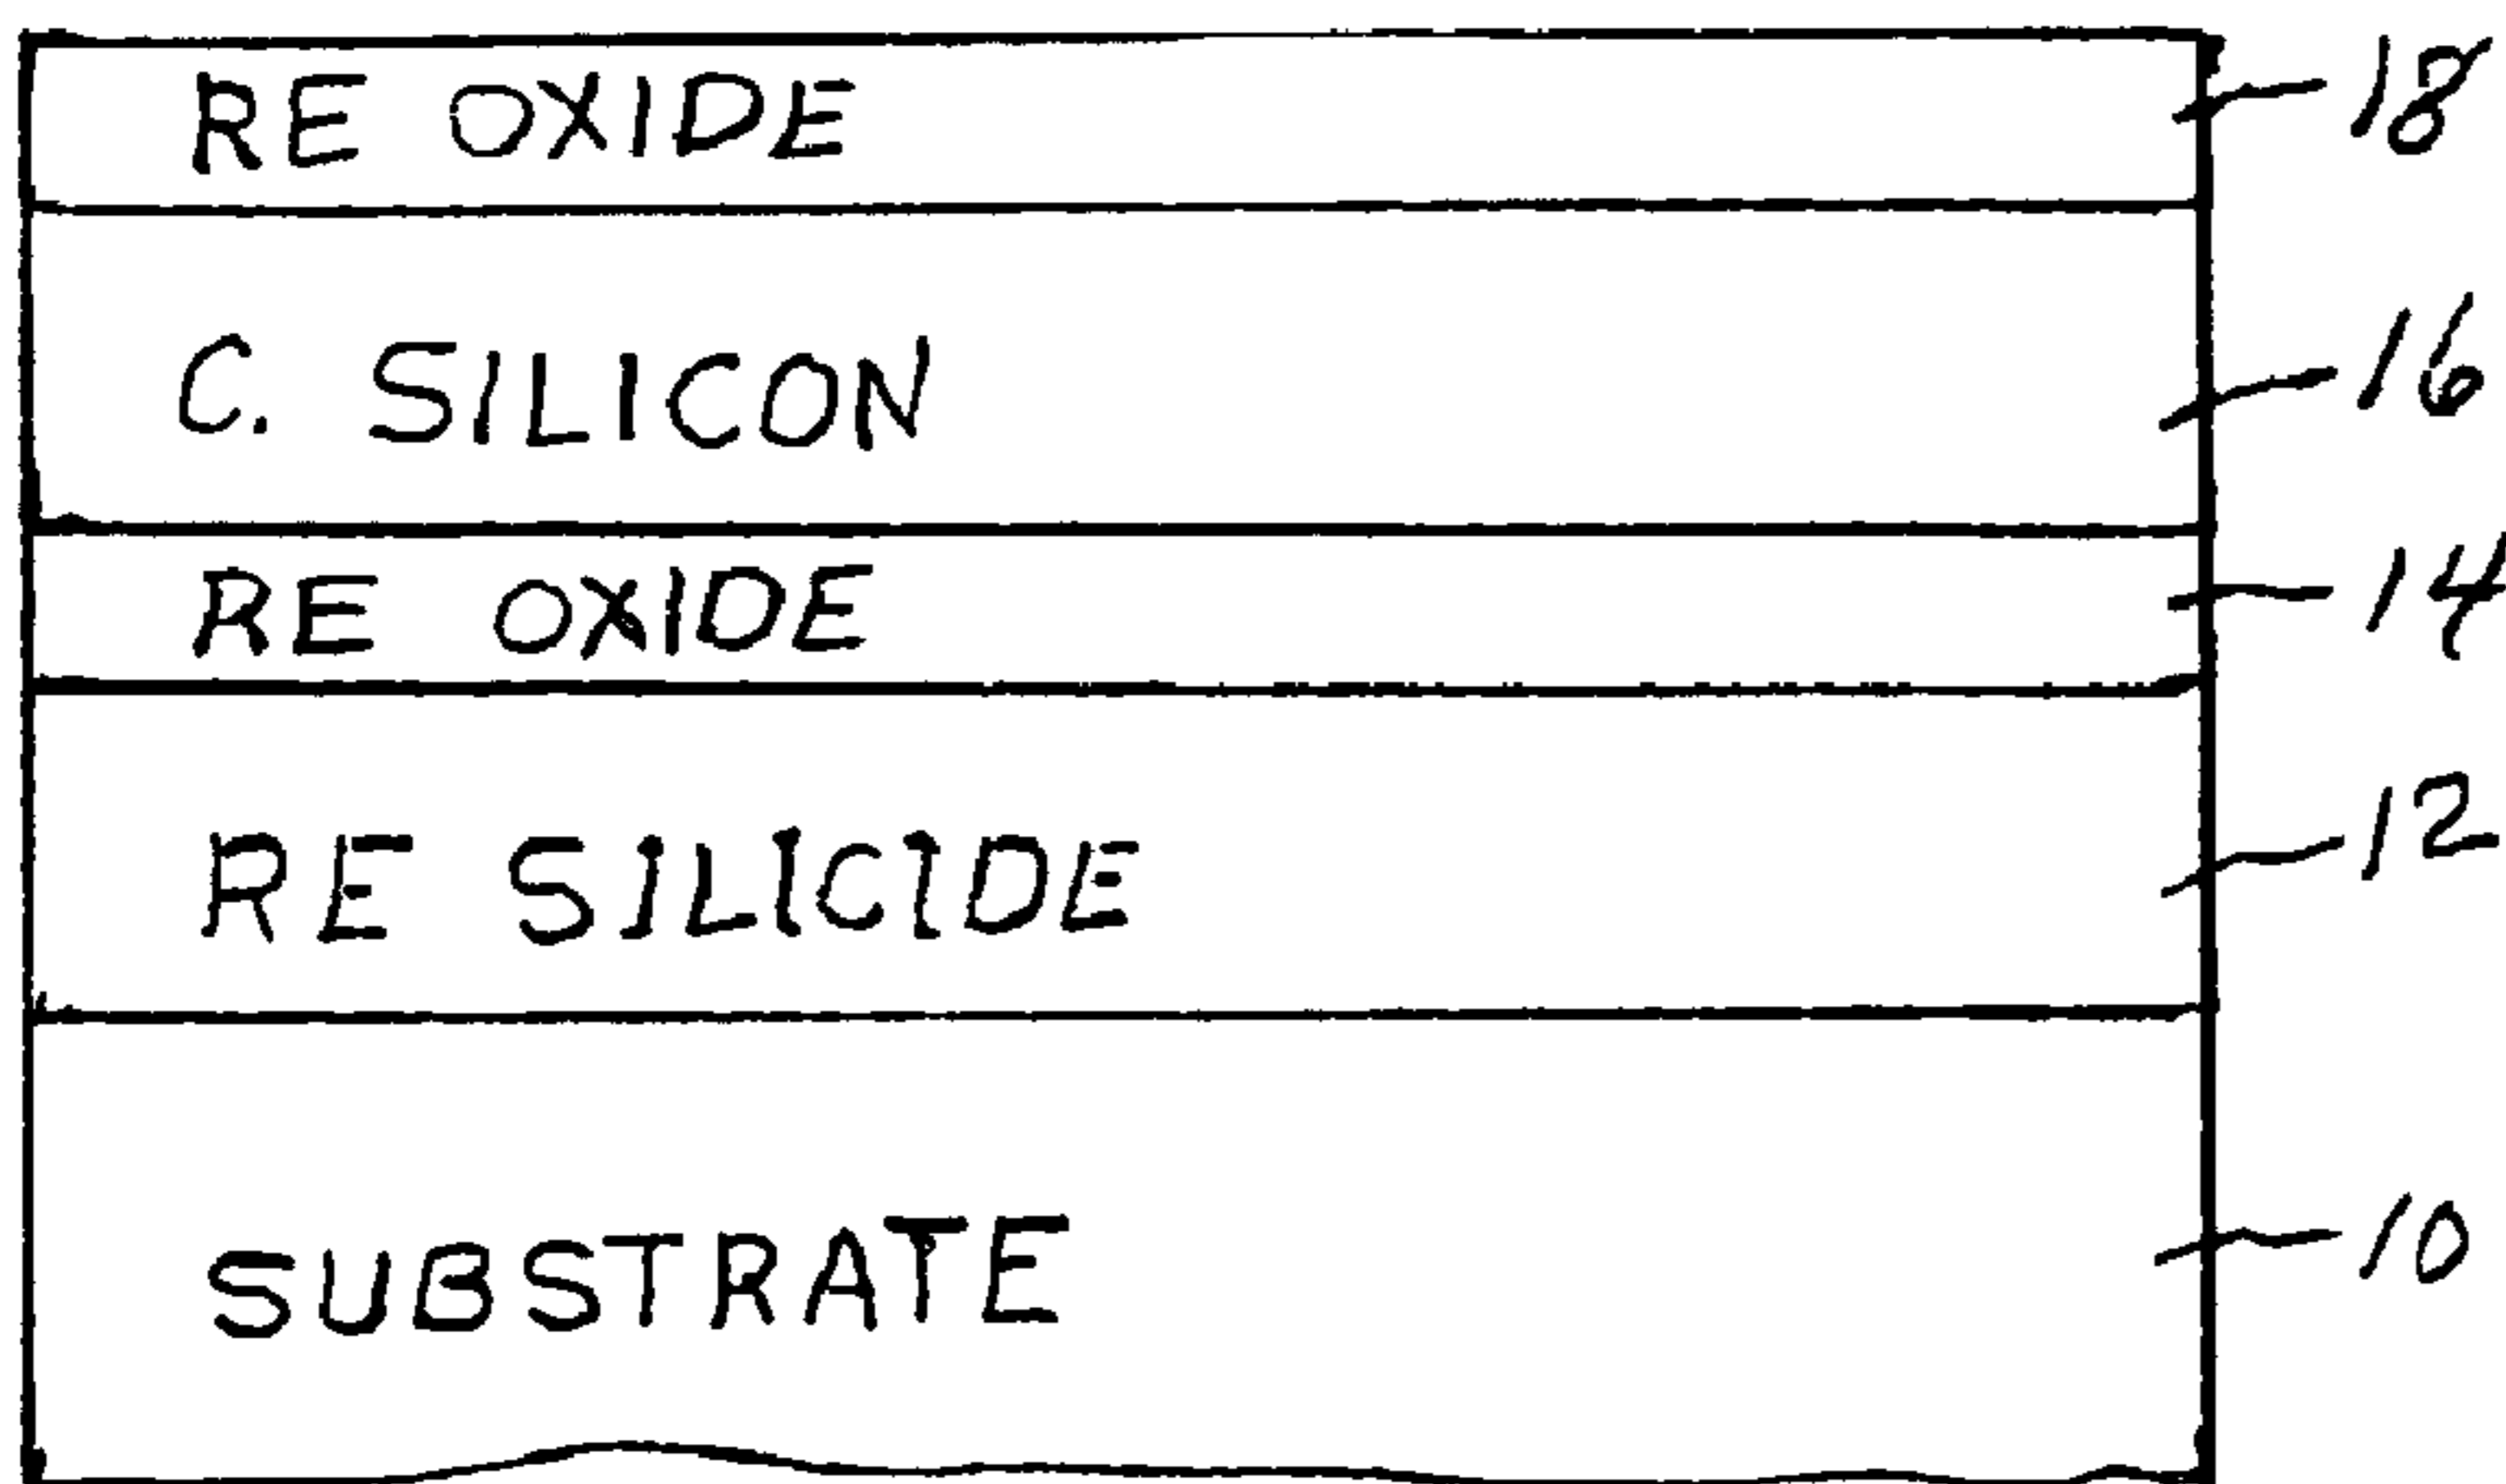 RE OXIDE 18
C. SILICON 16
RE OXIDE 14
RE SILICIDE 12
SUBSTRATE 10